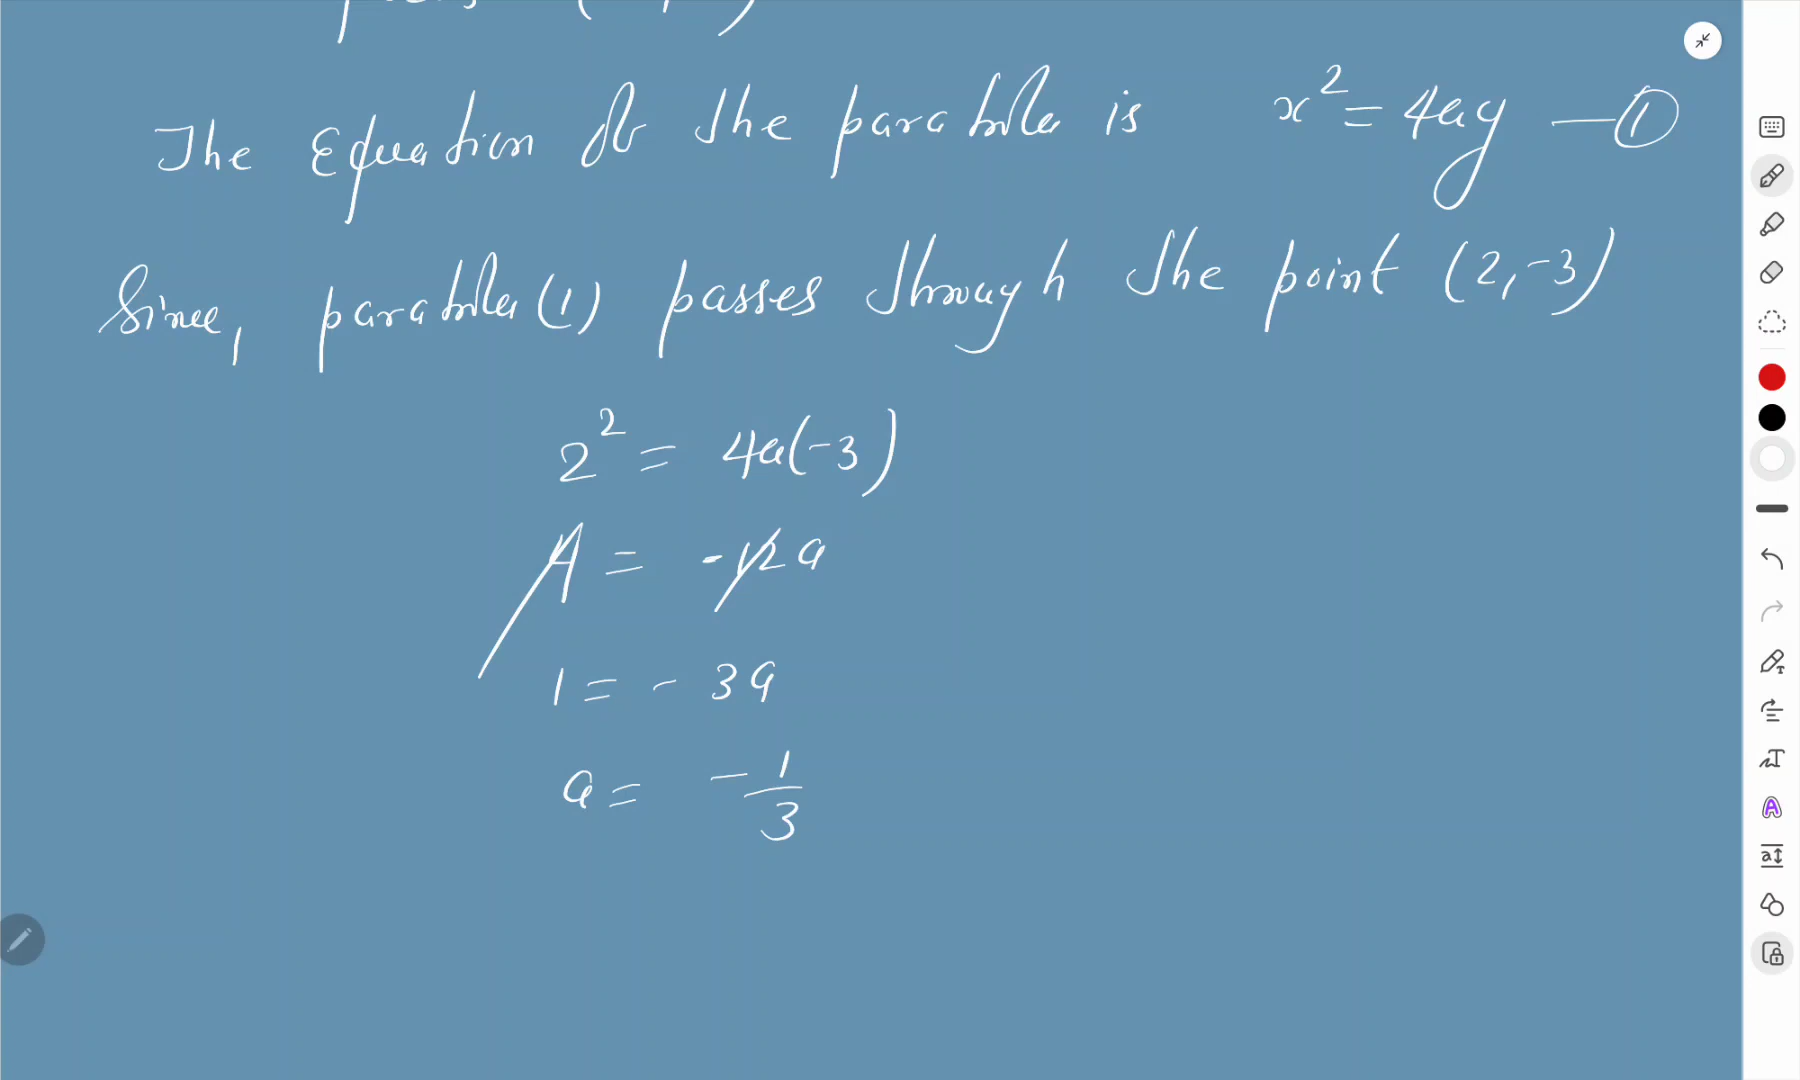 The Equation of the parabola is x² = 4ay — ①
Since, parabola (1) passes through the point (2, -3)
2² = 4a(-3)
4 = -12a
1 = - 3a
a = - 1/3